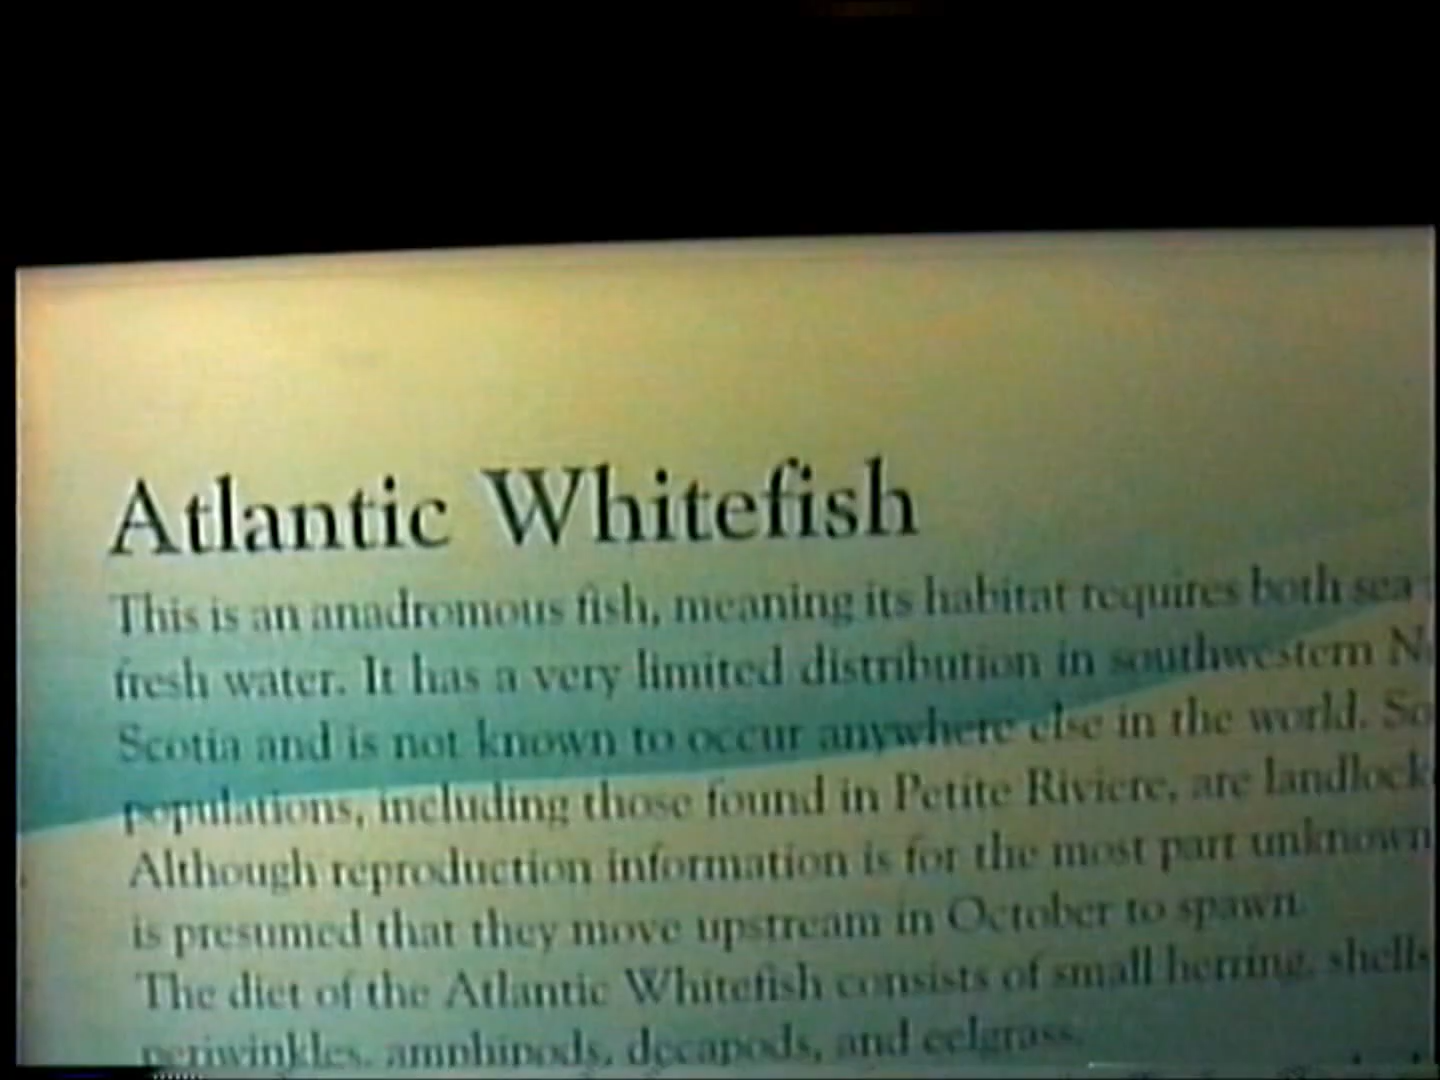 Atlantic Whitefish
This is an anadromous fish, meaning its habitat requires both sea
fresh water. It has a very limited distribution in southwestern
Scotia and is not known to occur anywhere else in the world.
populations, including those found in Petite Riviere, are landlock
Although reproduction information is for the most part unknown
is presumed that they move upstream in October to spawn.
The diet of the Atlantic Whitefish consists of small herring, shells
periwinkles, amphipods, decapods, and eelgrass.